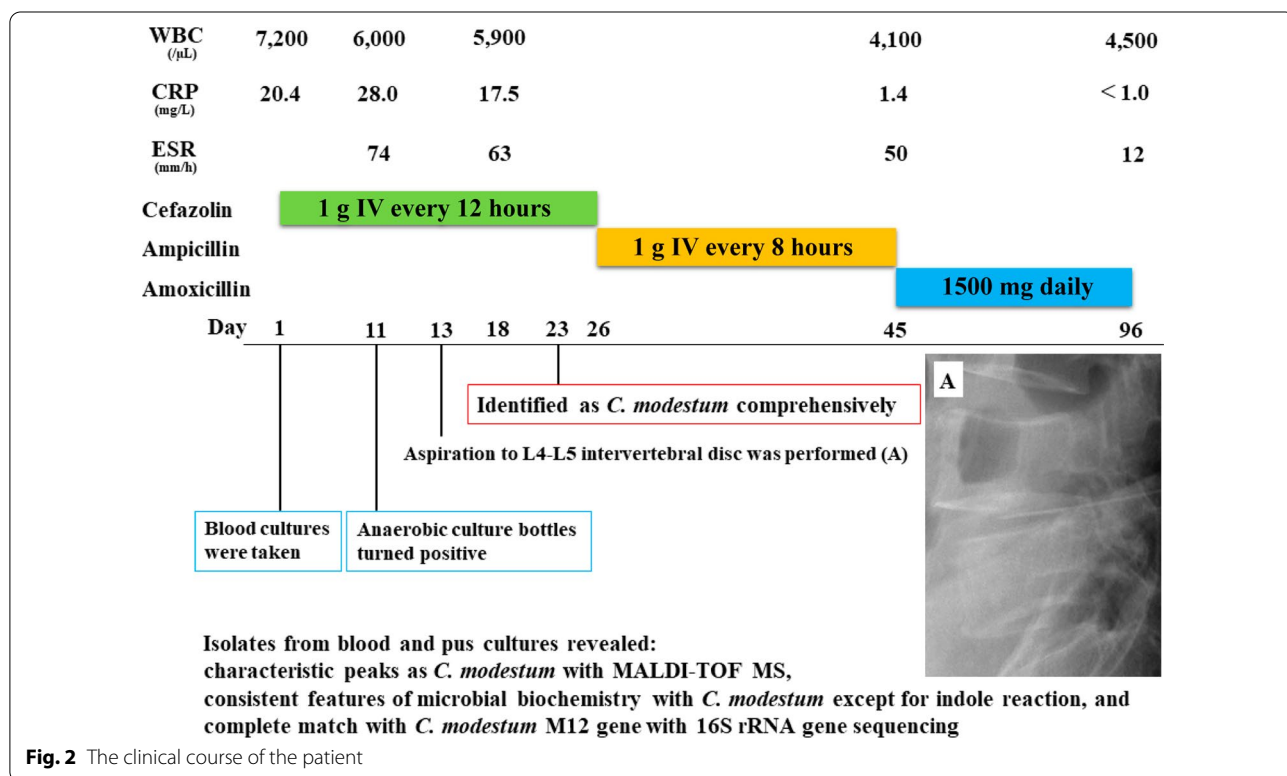 WBC 7,200 6,000 5,900 4,100 4,500
(/μL)
CRP 20.4 28.0 17.5 1.4 <1.0
(mg/L)
ESR 74 63 50 12
(mm/h)
Cefazolin 1 g IV every 12 hours
Ampicillin 1 g IV every 8 hours
Amoxicillin 1500 mg daily
Day 1 11 13 18 23 26 45 96
A
Identified as C. modestum comprehensively
Aspiration to L4-L5 intervertebral disc was performed (A)
Blood cultures
were taken
Anaerobic culture bottles
turned positive
Isolates from blood and pus cultures revealed:
characteristic peaks as C. modestum with MALDI-TOF MS,
consistent features of microbial biochemistry with C. modestum except for indole reaction, and
complete match with C. modestum M12 gene with 16S rRNA gene sequencing
Fig. 2 The clinical course of the patient